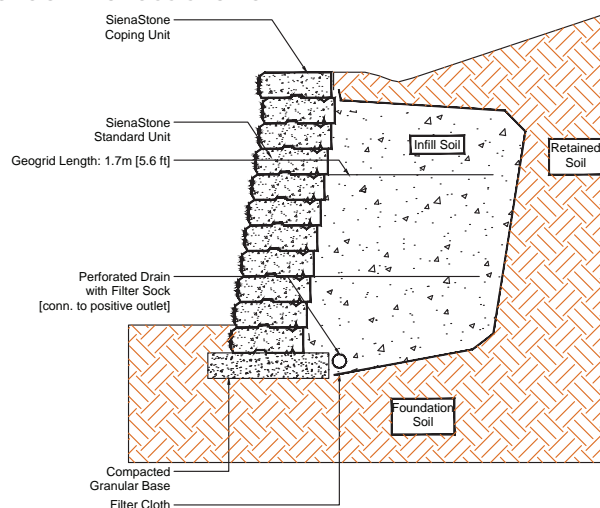 SienaStone
Coping Unit
SienaStone
Standard Unit
Geogrid Length: 1.7m [5.6 ft]
Infill Soil
Retained
Soil
Perforated Drain
with Filter Sock
[conn. to positive outlet]
Foundation
Soil
Compacted
Granular Base
Filter Cloth